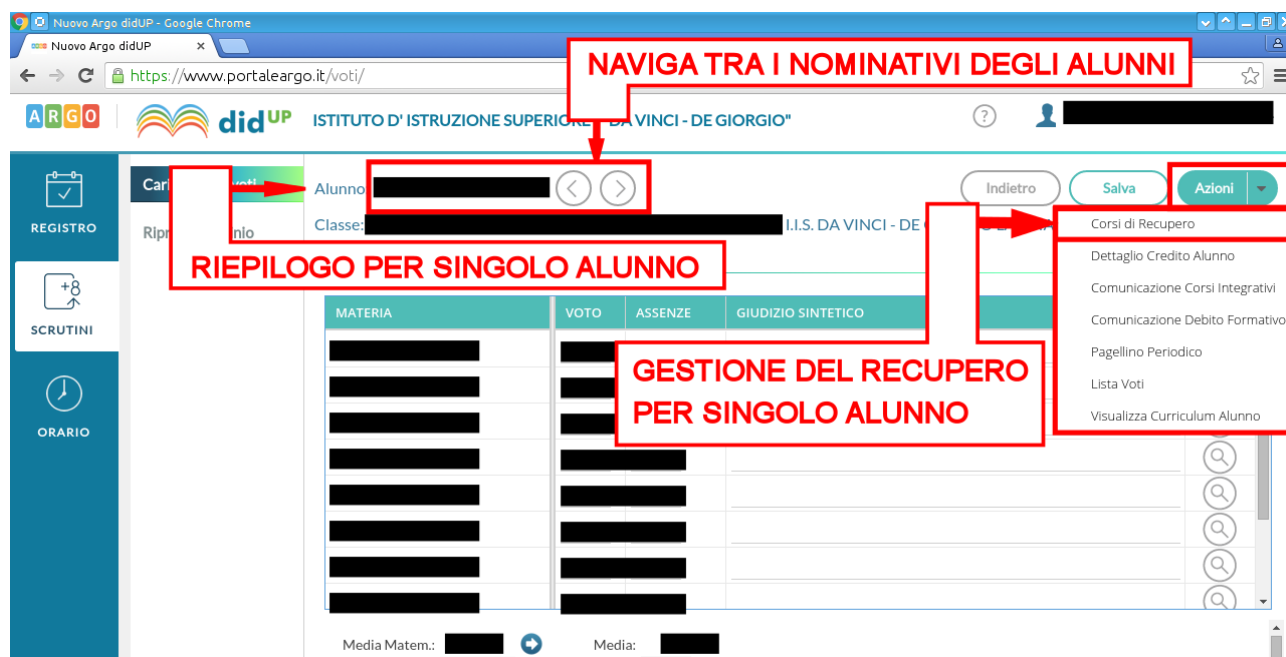 Nuovo Argo didUP - Google Chrome
Nuovo Argo didUP x
https://www.portaleargo.it/voti/
NAVIGA TRA I NOMINATIVI DEGLI ALUNNI
ARGO
didUP
ISTITUTO D' ISTRUZIONE SUPERIORE " DA VINCI - DE GIORGIO"
?
REGISTRO
+8
SCRUTINI
ORARIO
voti
Alunno
Indietro
Salva
Azioni
Classe:
I.I.S. DA VINCI - DE
RIEPILOGO PER SINGOLO ALUNNO
Corsi di Recupero
Dettaglio Credito Alunno
Comunicazione Corsi Integrativi
Comunicazione Debito Formativo
Pagellino Periodico
Lista Voti
Visualizza Curriculum Alunno
MATERIA
VOTO
ASSENZE
GIUDIZIO SINTETICO
GESTIONE DEL RECUPERO
PER SINGOLO ALUNNO
Media Matem.:
Media: